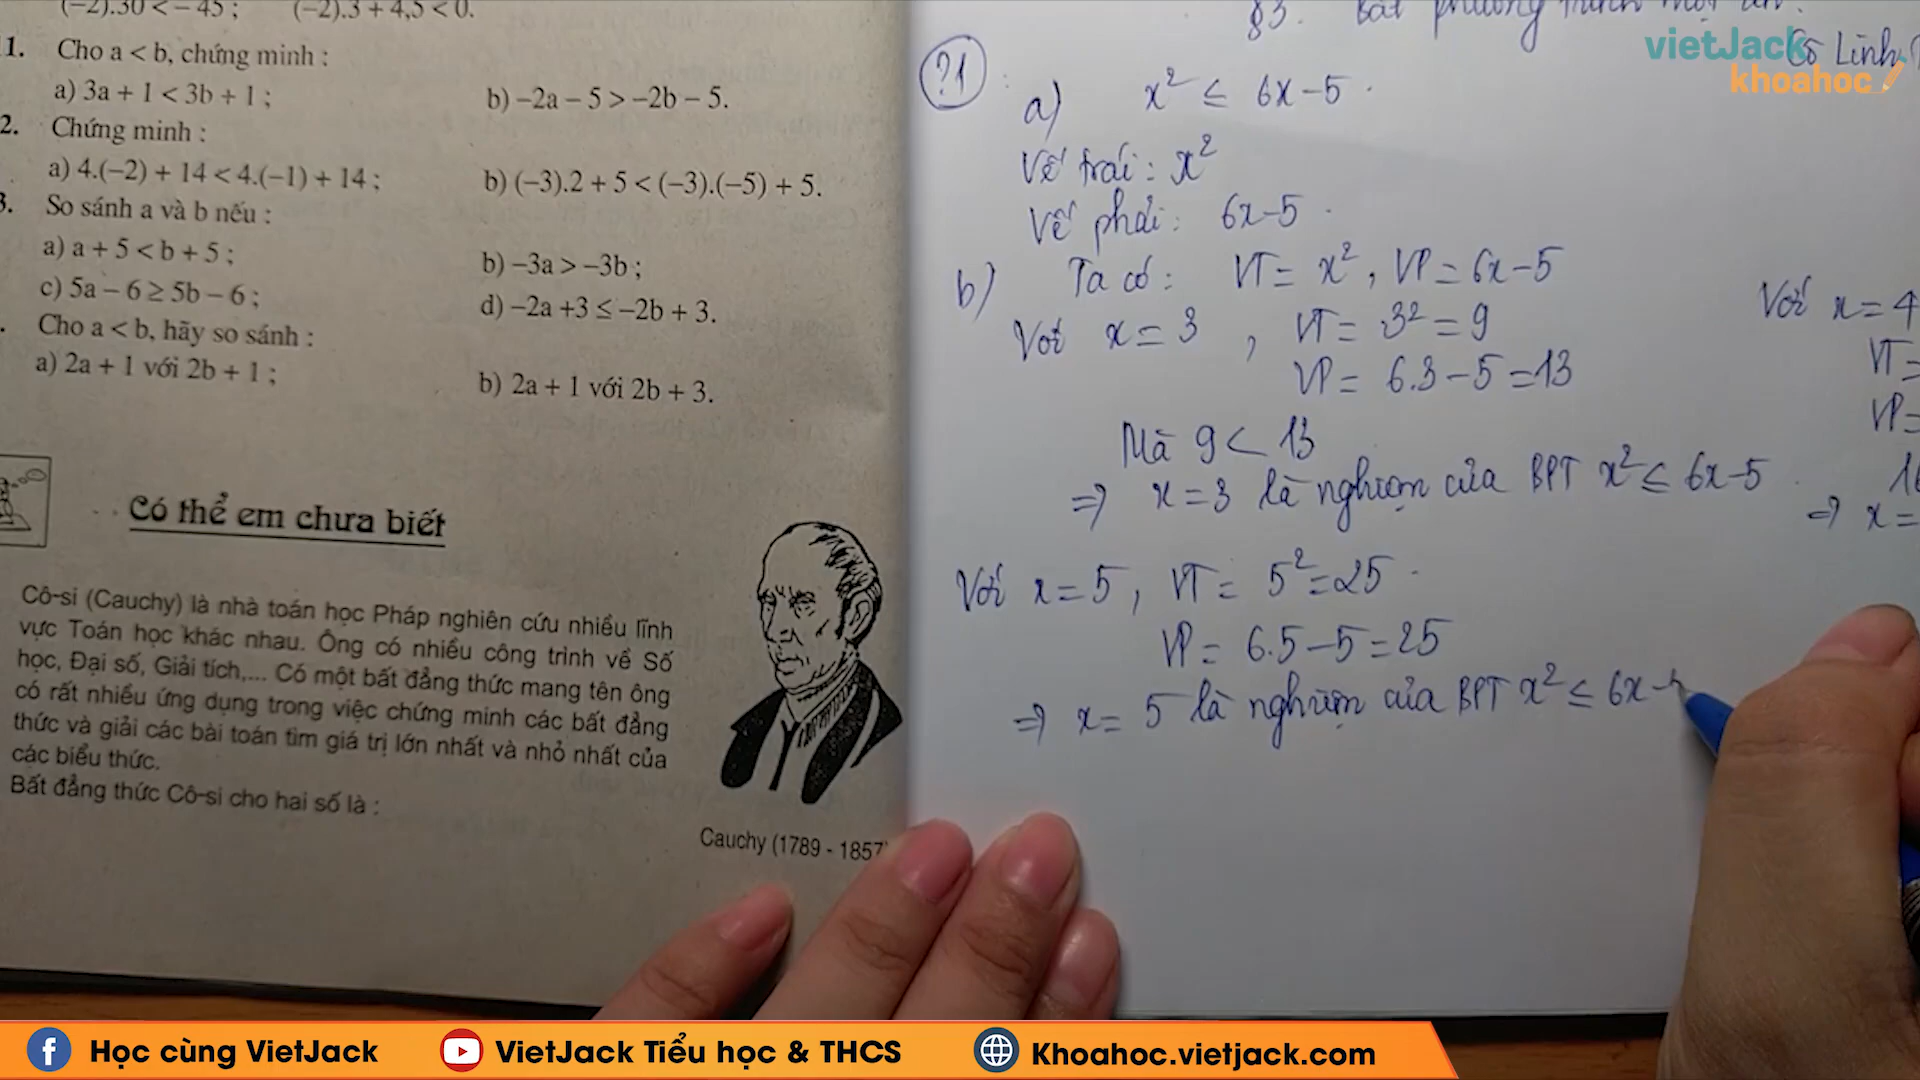 (−2).30 < − 45 ; (−2).3 + 4,5 < 0.
1. Cho a < b, chứng minh :
a) 3a + 1 < 3b + 1 ; b) −2a − 5 > −2b − 5.
2. Chứng minh :
a) 4.(−2) + 14 < 4.(−1) + 14 ; b) (−3).2 + 5 < (−3).(−5) + 5.
3. So sánh a và b nếu :
a) a + 5 < b + 5 ; b) −3a > −3b ;
c) 5a − 6 ≥ 5b − 6 ; d) −2a +3 ≤ −2b + 3.
. Cho a < b, hãy so sánh :
a) 2a + 1 với 2b + 1 ; b) 2a + 1 với 2b + 3.
Có thể em chưa biết
Cô-si (Cauchy) là nhà toán học Pháp nghiên cứu nhiều lĩnh
vực Toán học khác nhau. Ông có nhiều công trình về Số
học, Đại số, Giải tích,... Có một bất đẳng thức mang tên ông
có rất nhiều ứng dụng trong việc chứng minh các bất đẳng
thức và giải các bài toán tìm giá trị lớn nhất và nhỏ nhất của
các biểu thức.
Bất đẳng thức Cô-si cho hai số là :
Cauchy (1789 - 1857)
§3. Bất phương trình một ẩn.
vietJack
khoahoc
Cô Linh
?1 :
a) x² ≤ 6x−5 .
Vế trái : x²
Vế phải : 6x−5 .
b) Ta có : VT = x² , VP = 6x−5
Với x = 3 , VT = 3² = 9
VP = 6.3 − 5 = 13
Mà 9 < 13
⇒ x = 3 là nghiệm của BPT x² ≤ 6x−5
Với x = 5 , VT = 5² = 25 .
VP = 6.5 − 5 = 25
⇒ x = 5 là nghiệm của BPT x² ≤ 6x −
Với x = 4
VT =
VP =
16
⇒ x =
Học cùng VietJack
VietJack Tiểu học & THCS
Khoahoc.vietjack.com